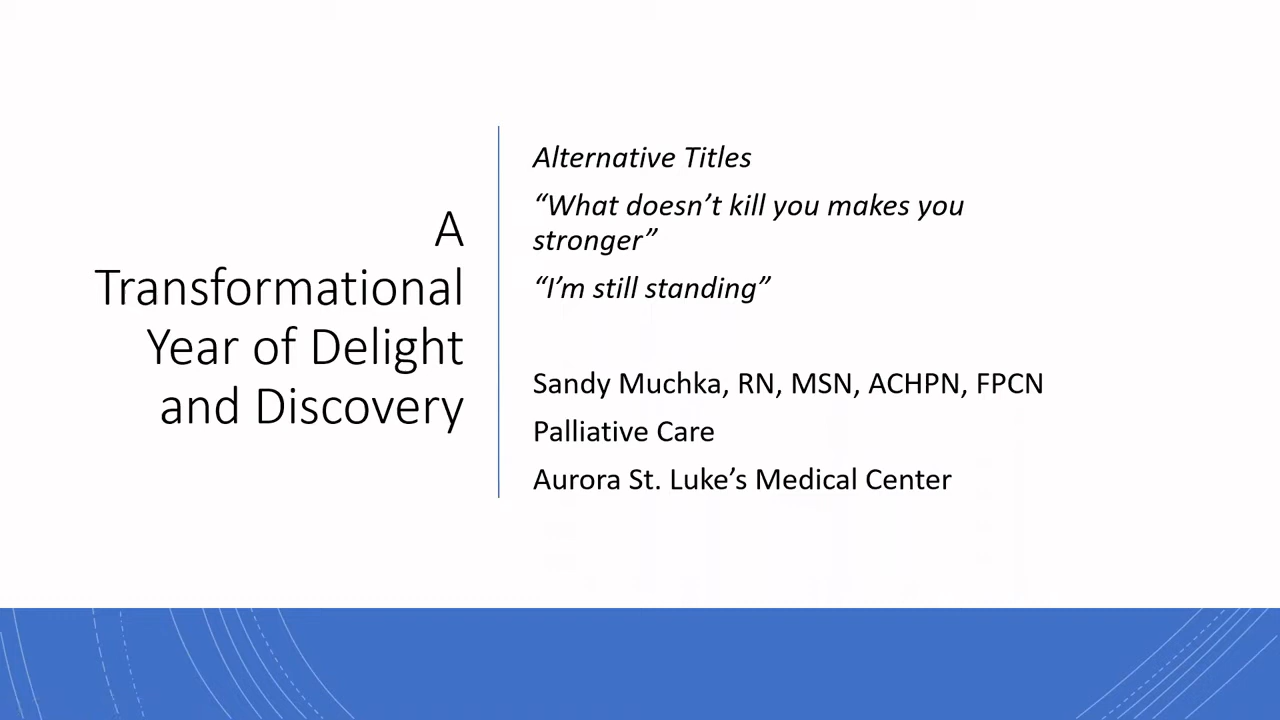 A
Transformational
Year of Delight
and Discovery
Alternative Titles
“What doesn’t kill you makes you
stronger”
“I’m still standing”
Sandy Muchka, RN, MSN, ACHPN, FPCN
Palliative Care
Aurora St. Luke’s Medical Center